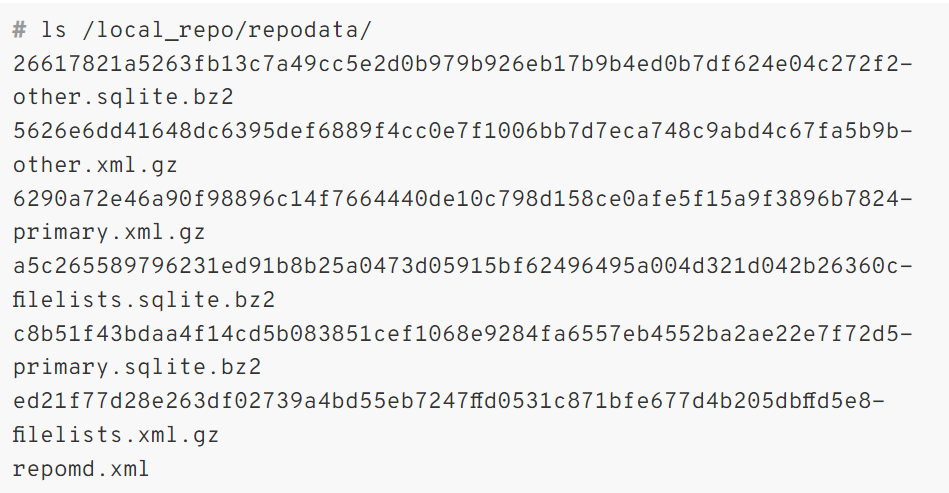 # ls /local_repo/repodata/
26617821a5263fb13c7a49cc5e2d0b979b926eb17b9b4ed0b7df624e04c272f2-
other.sqlite.bz2
5626e6dd41648dc6395def6889f4cc0e7f1006bb7d7eca748c9abd4c67fa5b9b-
other.xml.gz
6290a72e46a90f98896c14f7664440de10c798d158ce0afe5f15a9f3896b7824-
primary.xml.gz
a5c265589796231ed91b8b25a0473d05915bf62496495a004d321d042b26360c-
filelists.sqlite.bz2
c8b51f43bdaa4f14cd5b083851cef1068e9284fa6557eb4552ba2ae22e7f72d5-
primary.sqlite.bz2
ed21f77d28e263df02739a4bd55eb7247ffd0531c871bfe677d4b205dbffd5e8-
filelists.xml.gz
repomd.xml